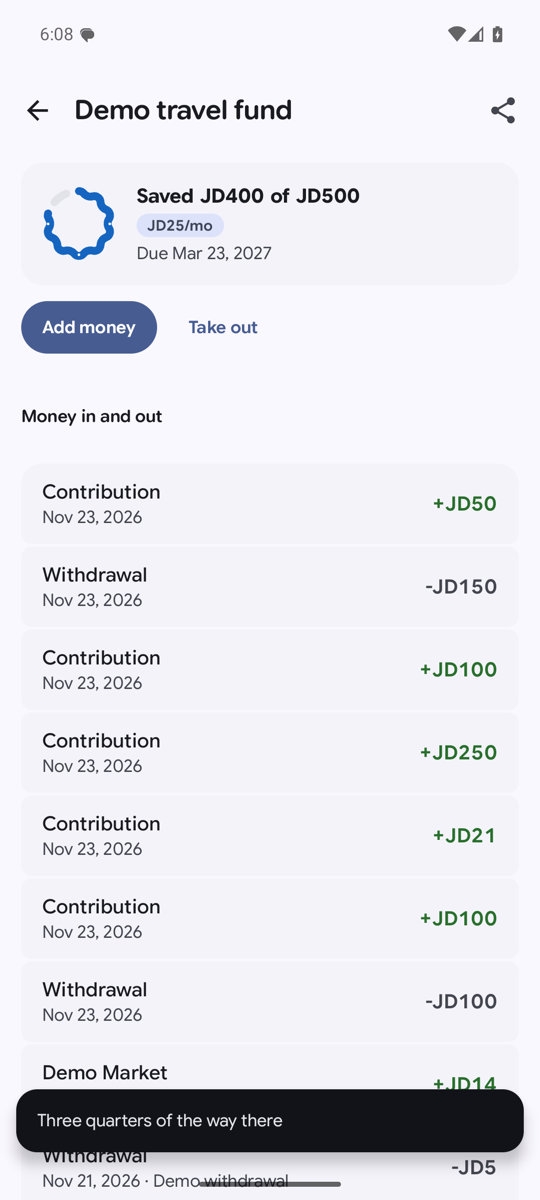 6:08
Demo travel fund
Saved JD400 of JD500
JD25/mo
Due Mar 23, 2027
Add money
Take out
Money in and out
Contribution
Nov 23, 2026
+JD50
Withdrawal
Nov 23, 2026
-JD150
Contribution
Nov 23, 2026
+JD100
Contribution
Nov 23, 2026
+JD250
Contribution
Nov 23, 2026
+JD21
Contribution
Nov 23, 2026
+JD100
Withdrawal
Nov 23, 2026
-JD100
Demo Market
+JD14
Three quarters of the way there
Withdrawal
Nov 21, 2026 · Demo withdrawal
-JD5